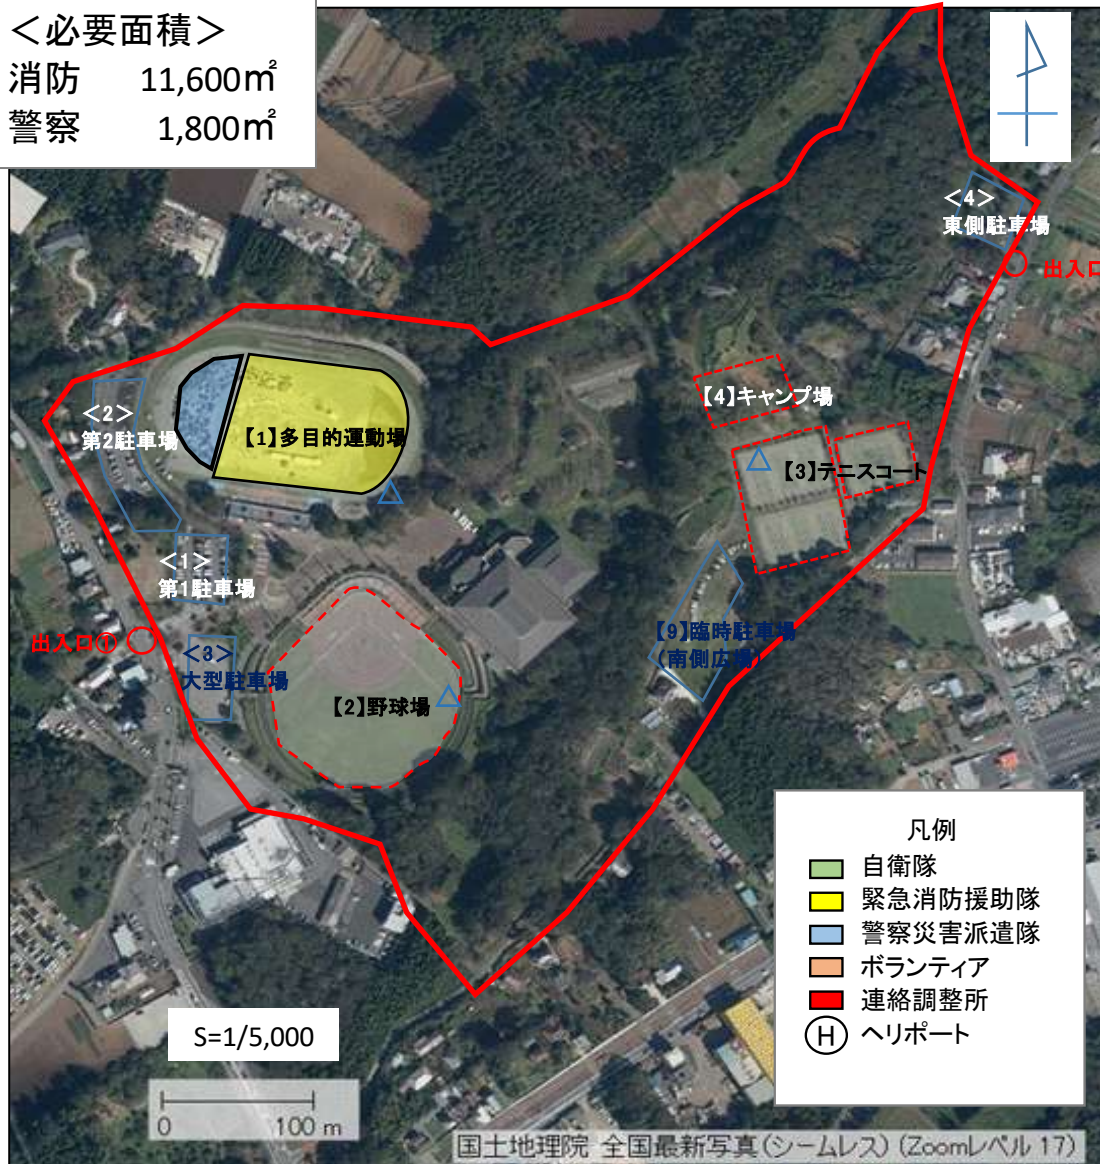 ＜必要面積＞
消防　11,600㎡
警察　1,800㎡
＜4＞
東側駐車場
出入口
＜2＞
第2駐車場
【1】多目的運動場
【4】キャンプ場
【3】テニスコート
＜1＞
第1駐車場
出入口①
＜3＞
大型駐車場
【9】臨時駐車場
（南側広場）
【2】野球場
凡例
自衛隊
緊急消防援助隊
警察災害派遣隊
ボランティア
連絡調整所
H ヘリポート
S=1/5,000
0　100 m
国土地理院 全国最新写真(シームレス) (Zoomレベル 17)